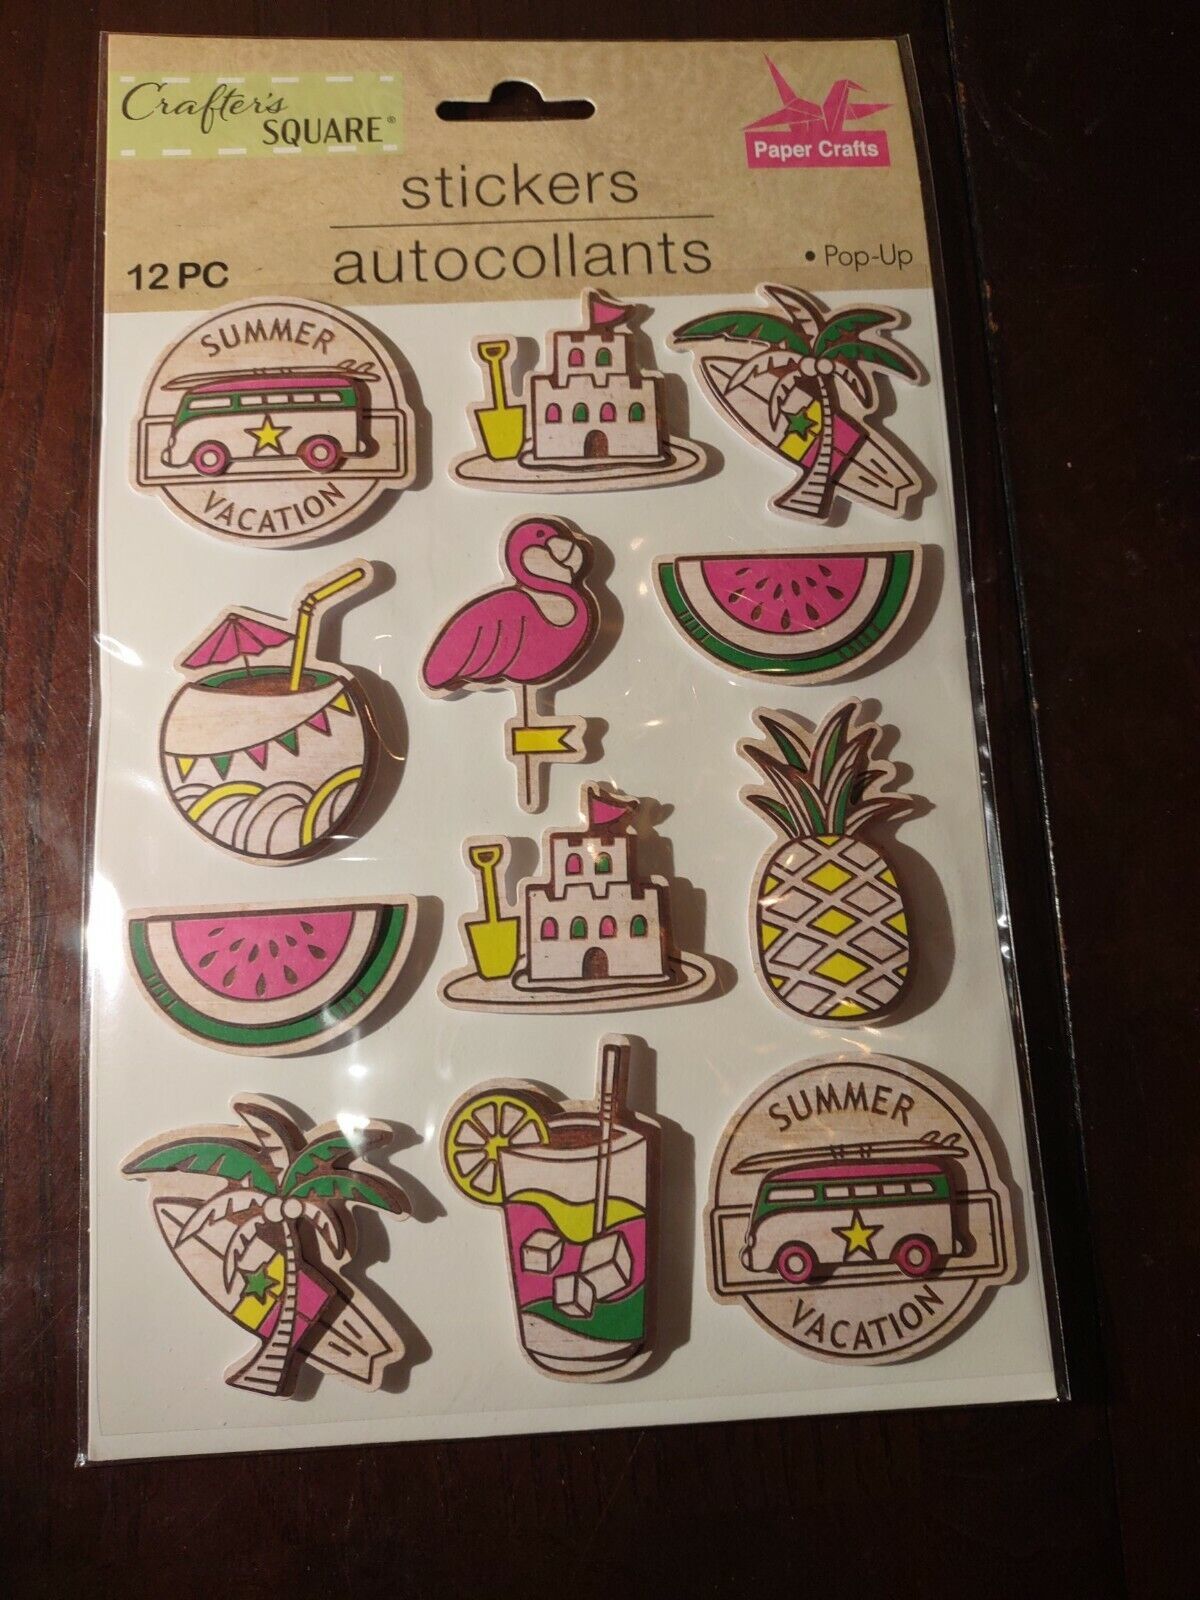 Crafter's
SQUARE®
Paper Crafts
stickers
autocollants
12 PC
• Pop-Up
SUMMER
VACATION
SUMMER
VACATION